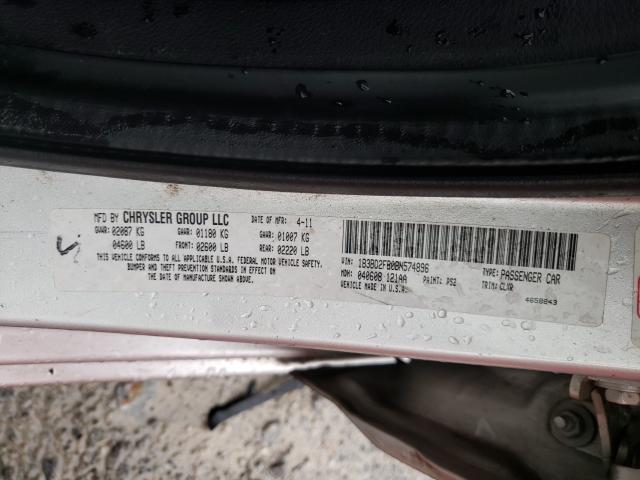 MFD BY CHRYSLER GROUP LLC DATE OF MFR: 4-11
GVWR: 02087 KG GAWR: 01180 KG GAWR: 01007 KG
04600 LB FRONT: 02600 LB REAR: 02220 LB
THIS VEHICLE CONFORMS TO ALL APPLICABLE U.S.A. FEDERAL MOTOR VEHICLE SAFETY,
BUMPER AND THEFT PREVENTION STANDARDS IN EFFECT ON
THE DATE OF MANUFACTURE SHOWN ABOVE.
VIN: 1B3BD2FB0BN574896 TYPE: PASSENGER CAR
MDH: 040608 121AA PAINT: PS2 TRIM: CLXR
VEHICLE MADE IN U.S.A.
4658843